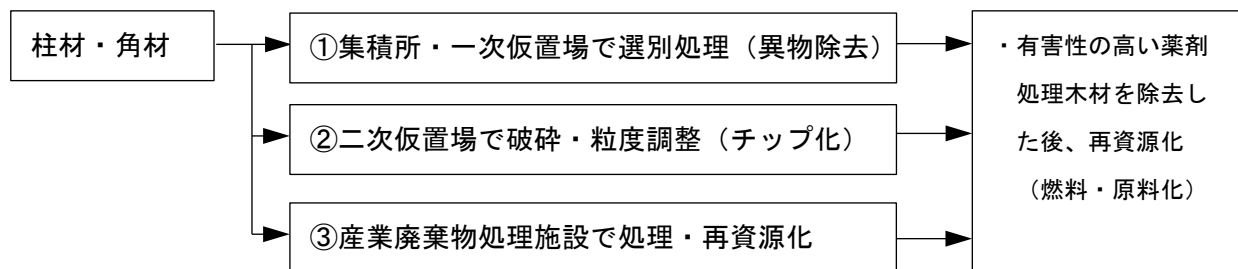 柱材・角材
①集積所・一次仮置場で選別処理（異物除去）
②二次仮置場で破砕・粒度調整（チップ化）
③産業廃棄物処理施設で処理・再資源化
・有害性の高い薬剤
処理木材を除去し
た後、再資源化
（燃料・原料化）